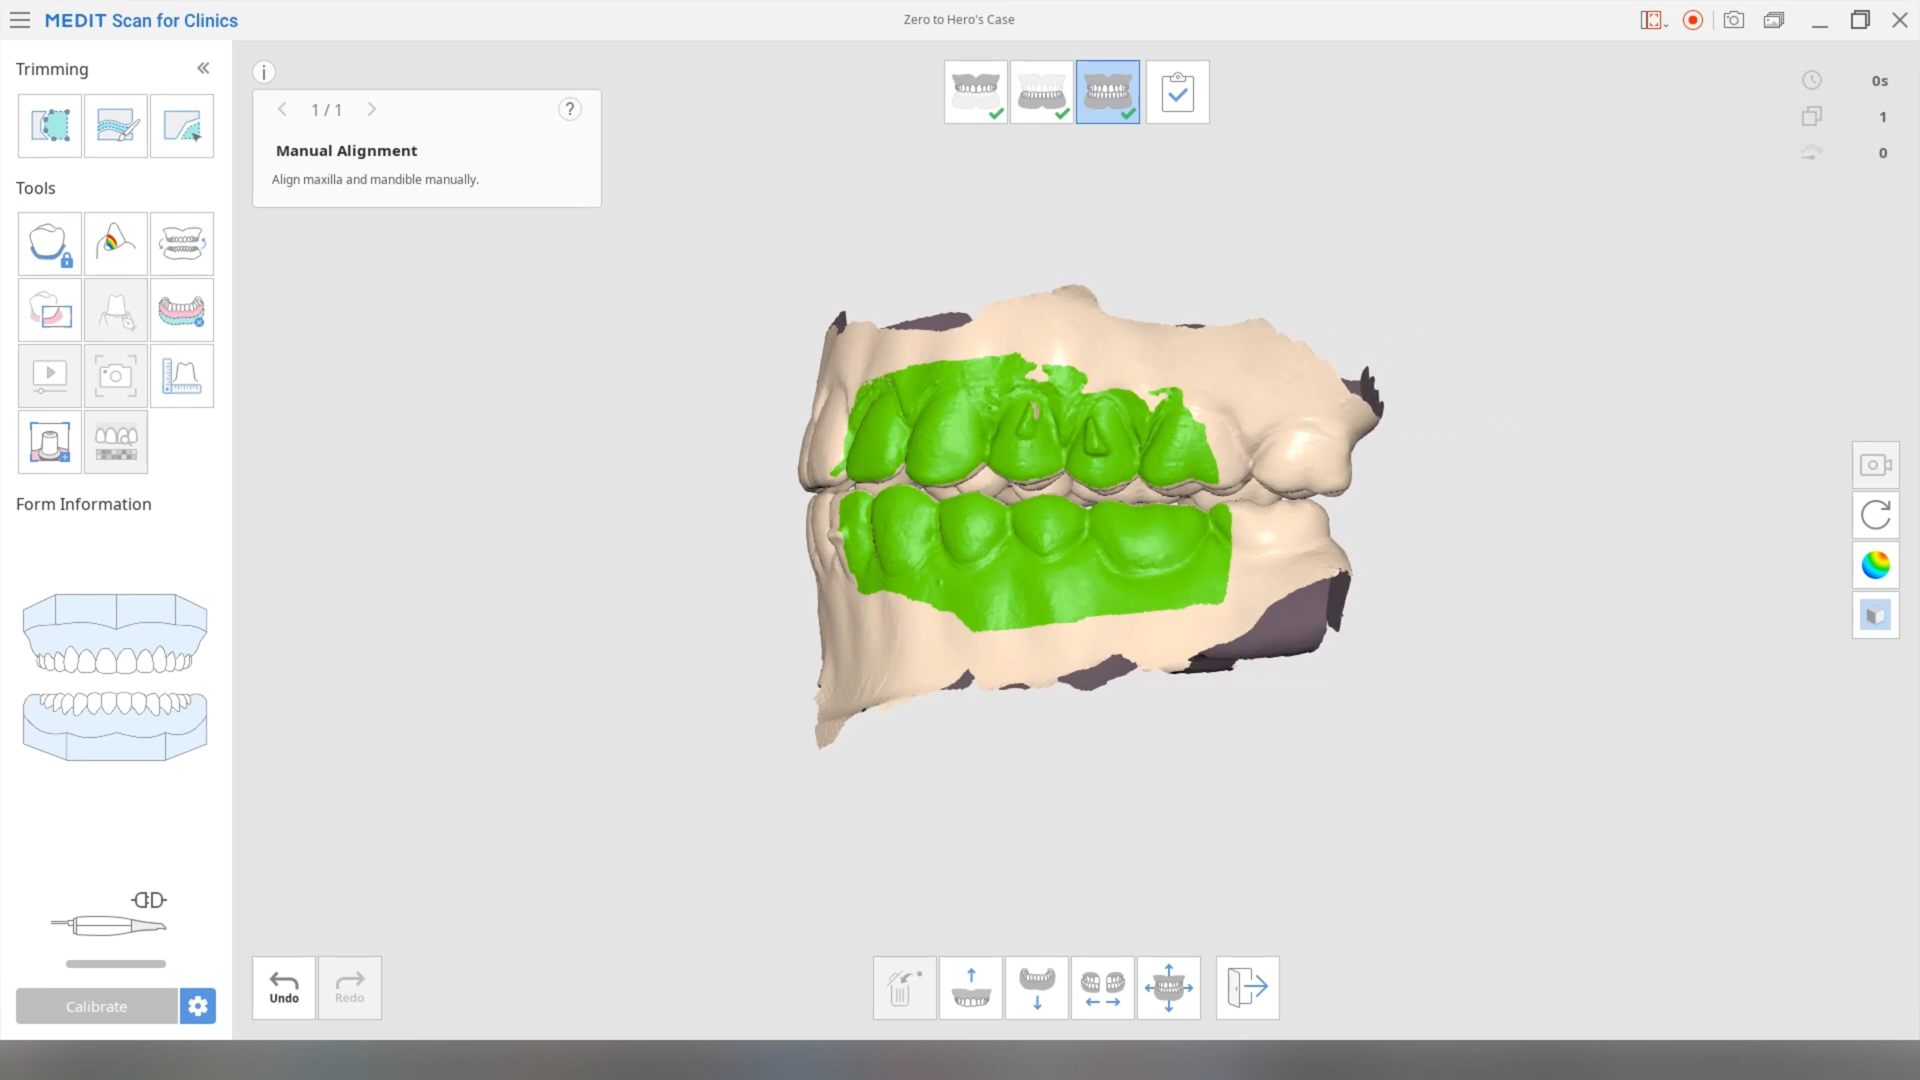 MEDIT Scan for Clinics
Zero to Hero's Case
Trimming
1 / 1
?
Manual Alignment
Align maxilla and mandible manually.
0s
1
0
Tools
Form Information
Calibrate
Undo
Redo